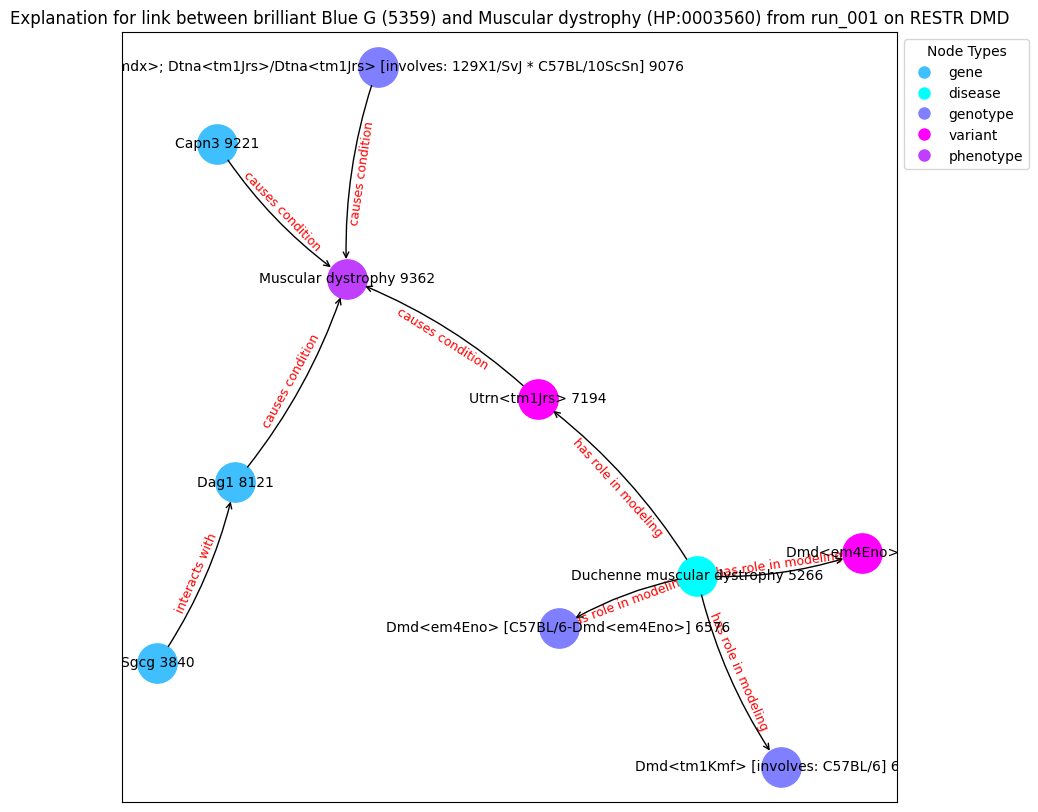 Explanation for link between brilliant Blue G (5359) and Muscular dystrophy (HP:0003560) from run_001 on RESTR DMD
Node Types
gene
disease
genotype
variant
phenotype
ndx>; Dtna<tm1Jrs>/Dtna<tm1Jrs> [involves: 129X1/SvJ * C57BL/10ScSn] 9076
causes condition
Capn3 9221
causes condition
Muscular dystrophy 9362
causes condition
causes condition
Utrn<tm1Jrs> 7194
has role in modeling
Dag1 8121
interacts with
Dmd<em4Eno>
has role in modeling
Duchenne muscular dystrophy 5266
as role in modelin
Dmd<em4Eno> [C57BL/6-Dmd<em4Eno>] 6576
has role in modeling
Sgcg 3840
Dmd<tm1Kmf> [involves: C57BL/6] 6